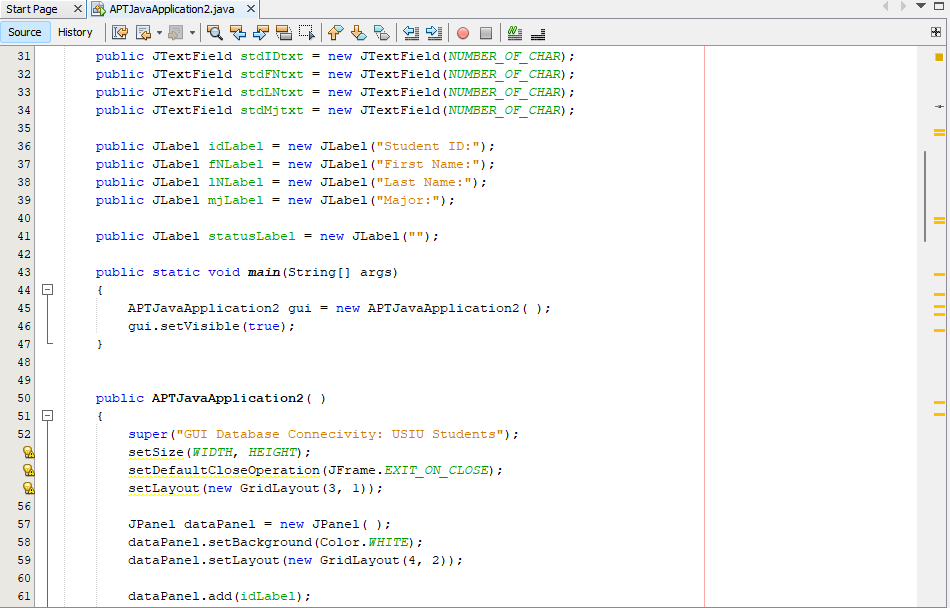 Start Page
APTJavaApplication2.java
Source
History
31 public JTextField stdIDtxt = new JTextField(NUMBER_OF_CHAR);
32 public JTextField stdFNtxt = new JTextField(NUMBER_OF_CHAR);
33 public JTextField stdLNtxt = new JTextField(NUMBER_OF_CHAR);
34 public JTextField stdMjtxt = new JTextField(NUMBER_OF_CHAR);
35
36 public JLabel idLabel = new JLabel("Student ID:");
37 public JLabel fNLabel = new JLabel("First Name:");
38 public JLabel lNLabel = new JLabel("Last Name:");
39 public JLabel mjLabel = new JLabel("Major:");
40
41 public JLabel statusLabel = new JLabel("");
42
43 public static void main(String[] args)
44 {
45 APTJavaApplication2 gui = new APTJavaApplication2( );
46 gui.setVisible(true);
47 }
48
49
50 public APTJavaApplication2( )
51 {
52 super("GUI Database Connecivity: USIU Students");
setSize(WIDTH, HEIGHT);
setDefaultCloseOperation(JFrame.EXIT_ON_CLOSE);
setLayout(new GridLayout(3, 1));
56
57 JPanel dataPanel = new JPanel( );
58 dataPanel.setBackground(Color.WHITE);
59 dataPanel.setLayout(new GridLayout(4, 2));
60
61 dataPanel.add(idLabel);